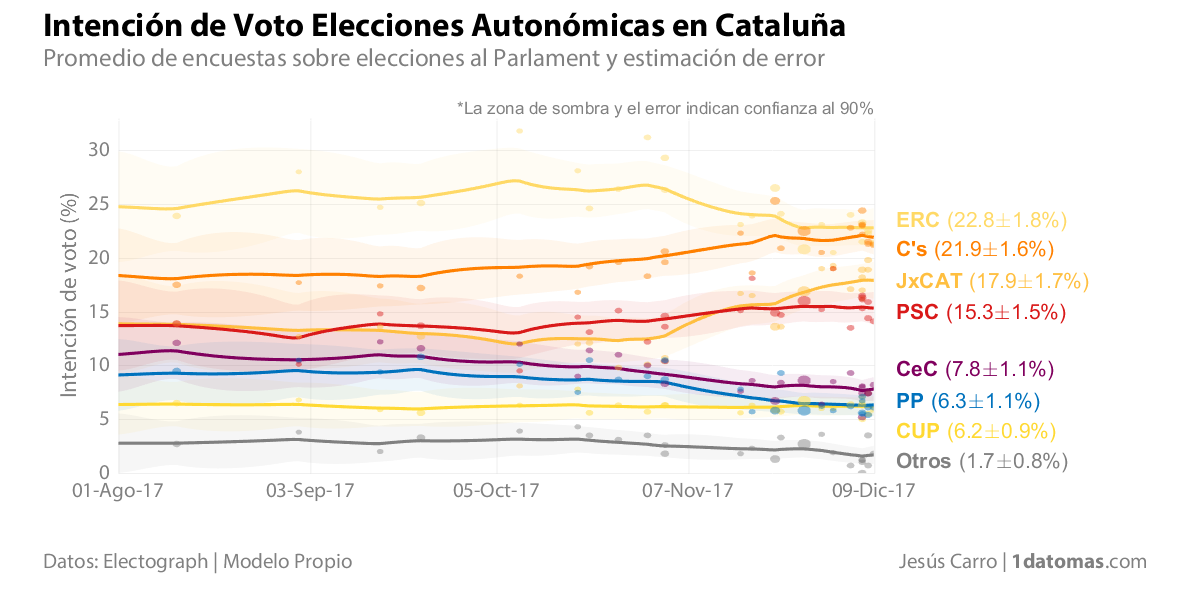 Intención de Voto Elecciones Autonómicas en Cataluña
Promedio de encuestas sobre elecciones al Parlament y estimación de error
*La zona de sombra y el error indican confianza al 90%
Intención de voto (%)
30
25
20
15
10
5
0
01-Ago-17
03-Sep-17
05-Oct-17
07-Nov-17
09-Dic-17
ERC (22.8±1.8%)
C's (21.9±1.6%)
JxCAT (17.9±1.7%)
PSC (15.3±1.5%)
CeC (7.8±1.1%)
PP (6.3±1.1%)
CUP (6.2±0.9%)
Otros (1.7±0.8%)
Datos: Electograph | Modelo Propio
Jesús Carro | 1datomas.com